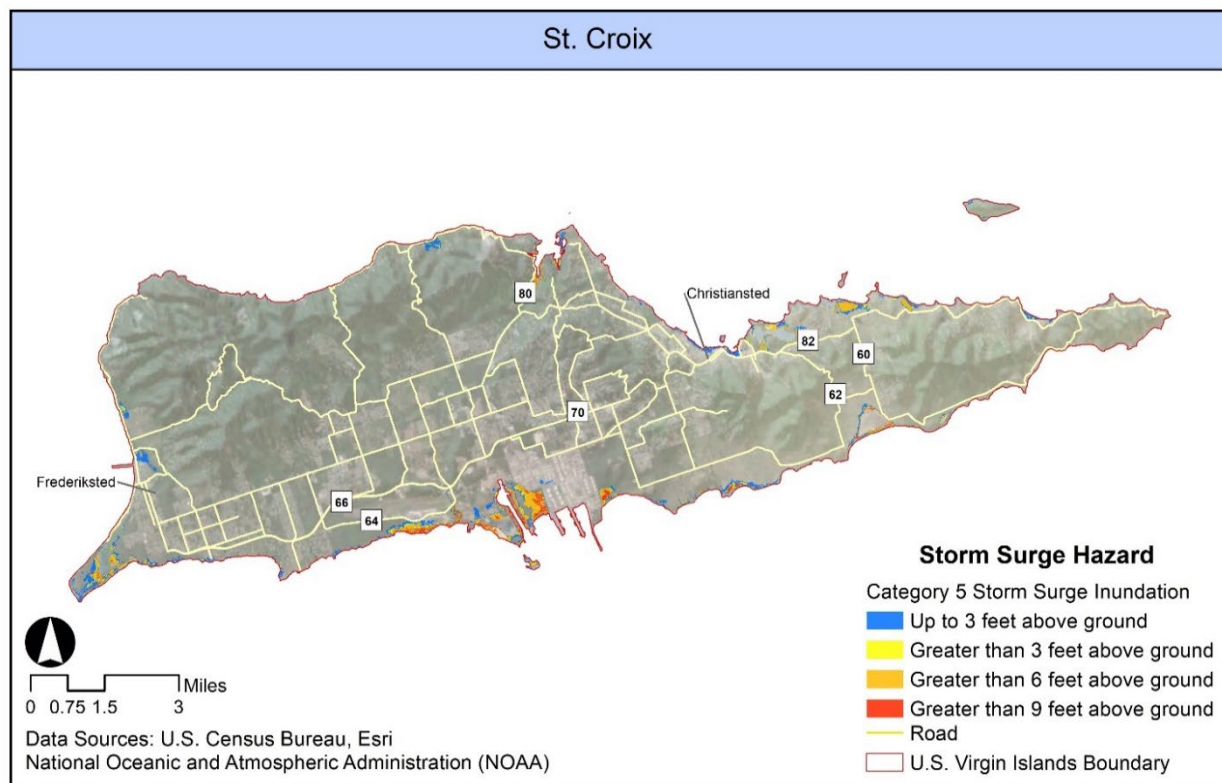 St. Croix
Christiansted
80
82
60
62
70
Frederiksted
66
64
Storm Surge Hazard
Category 5 Storm Surge Inundation
Up to 3 feet above ground
Greater than 3 feet above ground
Greater than 6 feet above ground
Greater than 9 feet above ground
Road
U.S. Virgin Islands Boundary
Miles
0 0.75 1.5 3
Data Sources: U.S. Census Bureau, Esri
National Oceanic and Atmospheric Administration (NOAA)